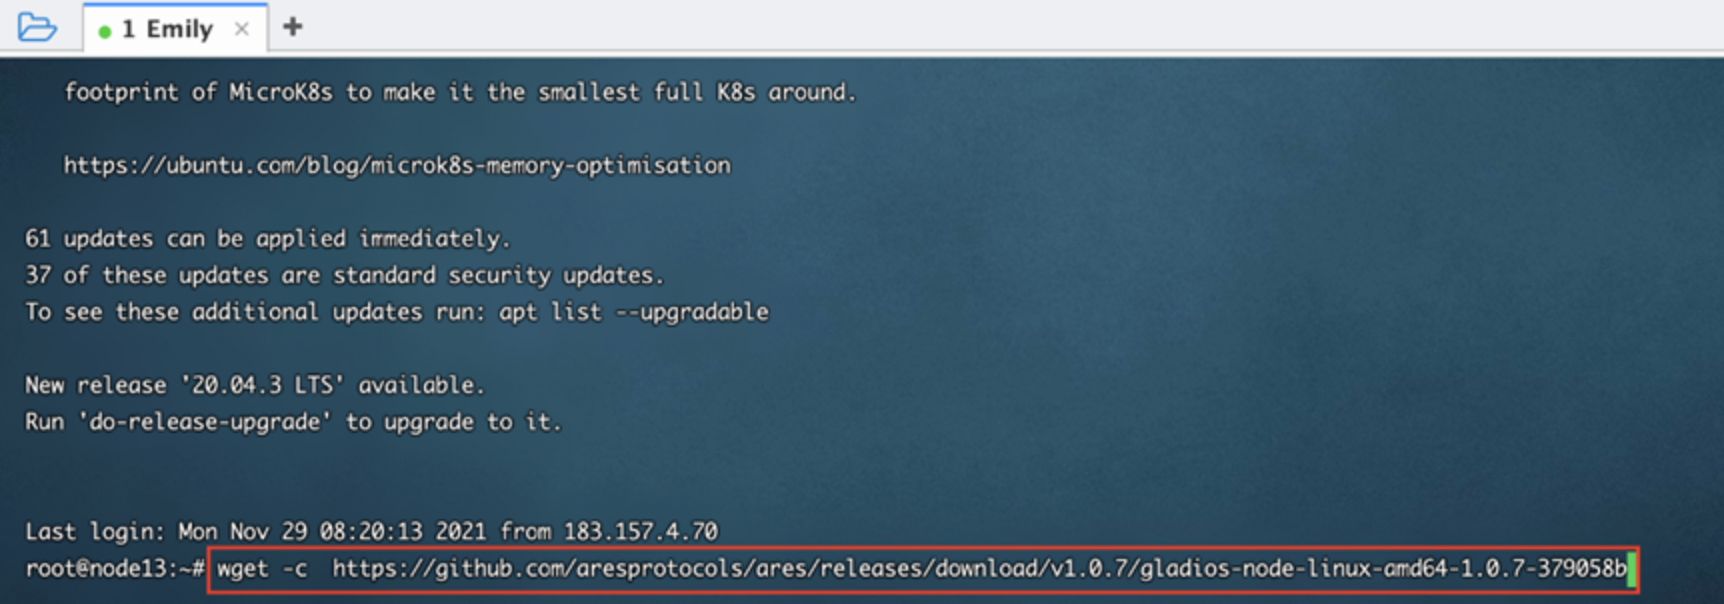 1 Emily × +
footprint of MicroK8s to make it the smallest full K8s around.
https://ubuntu.com/blog/microk8s-memory-optimisation
61 updates can be applied immediately.
37 of these updates are standard security updates.
To see these additional updates run: apt list --upgradable
New release '20.04.3 LTS' available.
Run 'do-release-upgrade' to upgrade to it.
Last login: Mon Nov 29 08:20:13 2021 from 183.157.4.70
root@node13:~# wget -c  https://github.com/aresprotocols/ares/releases/download/v1.0.7/gladios-node-linux-amd64-1.0.7-379058b